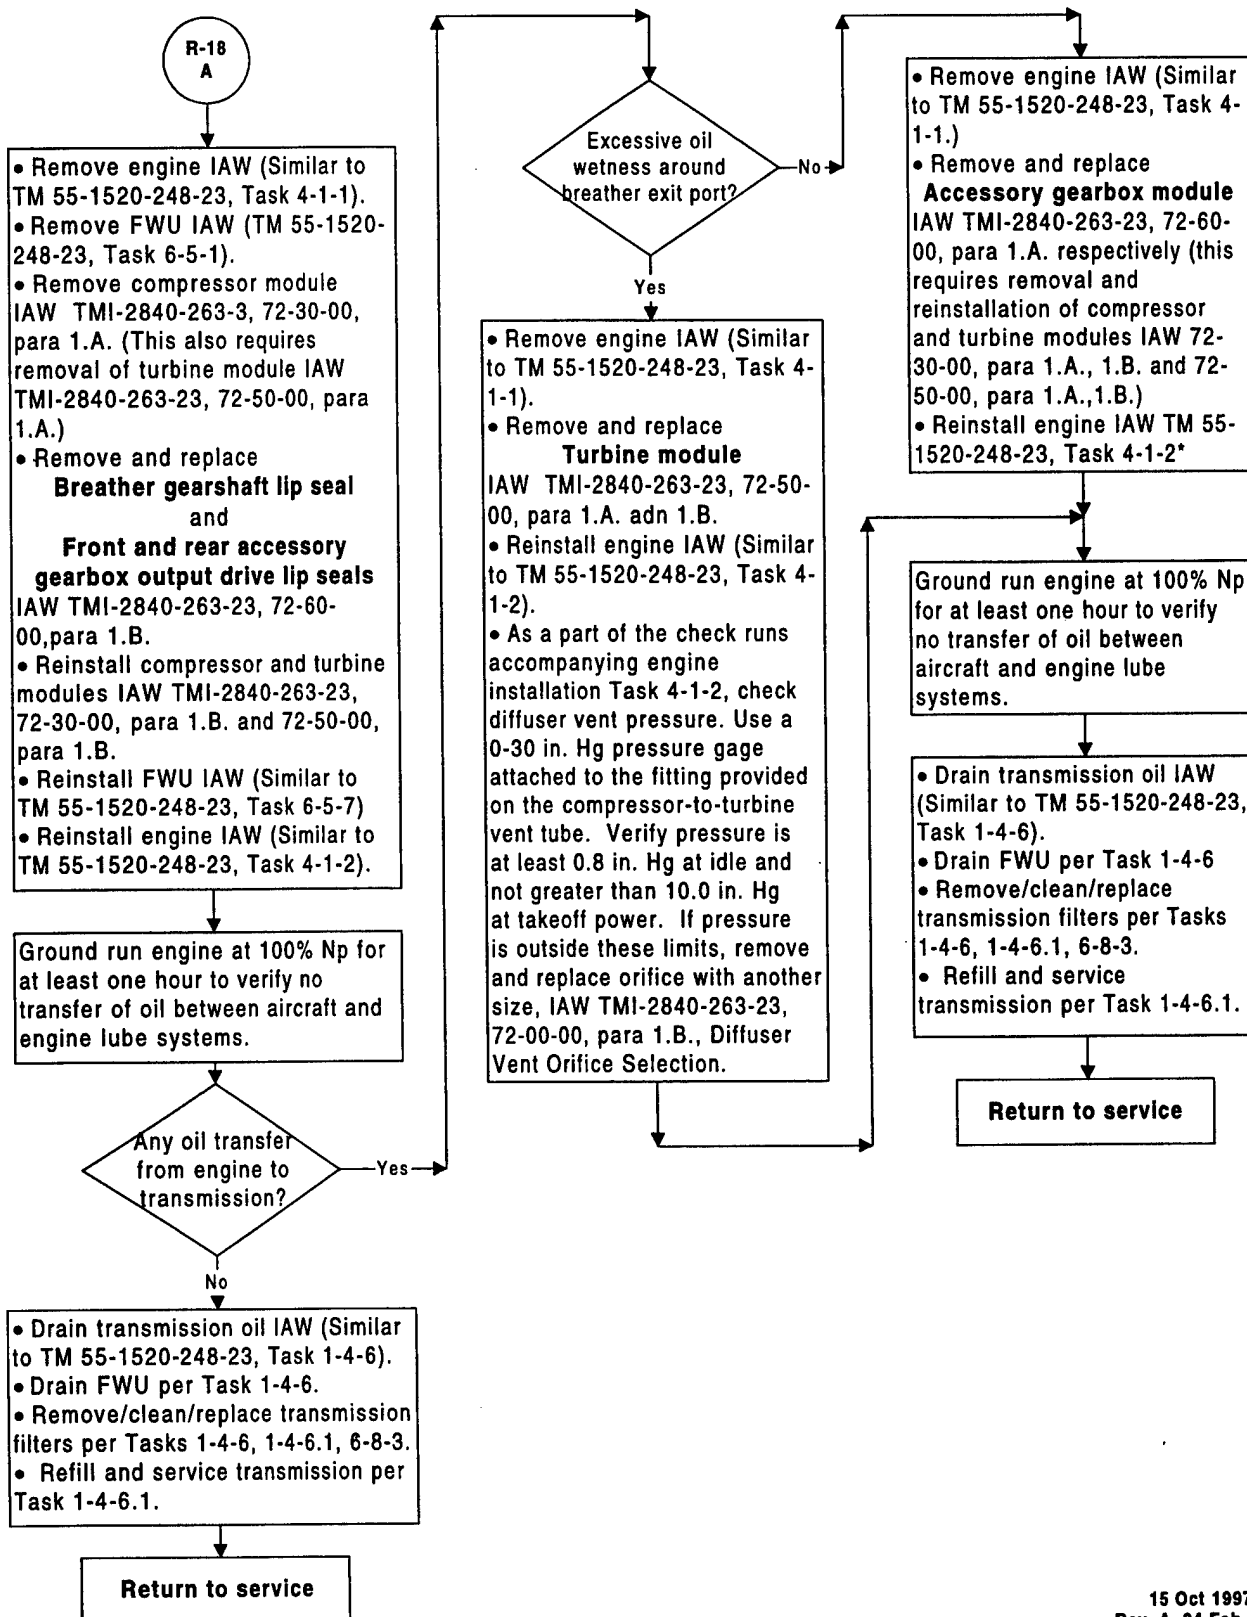 R-18
A
• Remove engine IAW (Similar to
TM 55-1520-248-23, Task 4-1-1).
• Remove FWU IAW (TM 55-1520-
248-23, Task 6-5-1).
• Remove compressor module
IAW TMI-2840-263-3, 72-30-00,
para 1.A. (This also requires
removal of turbine module IAW
TMI-2840-263-23, 72-50-00, para
1.A.)
• Remove and replace
Breather gearshaft lip seal
and
Front and rear accessory
gearbox output drive lip seals
IAW TMI-2840-263-23, 72-60-
00,para 1.B.
• Reinstall compressor and turbine
modules IAW TMI-2840-263-23,
72-30-00, para 1.B. and 72-50-00,
para 1.B.
• Reinstall FWU IAW (Similar to
TM 55-1520-248-23, Task 6-5-7)
• Reinstall engine IAW (Similar to
TM 55-1520-248-23, Task 4-1-2).
Ground run engine at 100% Np for
at least one hour to verify no
transfer of oil between aircraft and
engine lube systems.
Any oil transfer
from engine to
transmission?
Yes
No
• Drain transmission oil IAW (Similar
to TM 55-1520-248-23, Task 1-4-6).
• Drain FWU per Task 1-4-6.
• Remove/clean/replace transmission
filters per Tasks 1-4-6, 1-4-6.1, 6-8-3.
• Refill and service transmission per
Task 1-4-6.1.
Return to service
Excessive oil
wetness around
breather exit port?
No
Yes
• Remove engine IAW (Similar
to TM 55-1520-248-23, Task 4-
1-1).
• Remove and replace
Turbine module
IAW TMI-2840-263-23, 72-50-
00, para 1.A. adn 1.B.
• Reinstall engine IAW (Similar
to TM 55-1520-248-23, Task 4-
1-2).
• As a part of the check runs
accompanying engine
installation Task 4-1-2, check
diffuser vent pressure. Use a
0-30 in. Hg pressure gage
attached to the fitting provided
on the compressor-to-turbine
vent tube. Verify pressure is
at least 0.8 in. Hg at idle and
not greater than 10.0 in. Hg
at takeoff power. If pressure
is outside these limits, remove
and replace orifice with another
size, IAW TMI-2840-263-23,
72-00-00, para 1.B., Diffuser
Vent Orifice Selection.
• Remove engine IAW (Similar
to TM 55-1520-248-23, Task 4-
1-1.)
• Remove and replace
Accessory gearbox module
IAW TMI-2840-263-23, 72-60-
00, para 1.A. respectively (this
requires removal and
reinstallation of compressor
and turbine modules IAW 72-
30-00, para 1.A., 1.B. and 72-
50-00, para 1.A.,1.B.)
• Reinstall engine IAW TM 55-
1520-248-23, Task 4-1-2*
Ground run engine at 100% Np
for at least one hour to verify
no transfer of oil between
aircraft and engine lube
systems.
• Drain transmission oil IAW
(Similar to TM 55-1520-248-23,
Task 1-4-6).
• Drain FWU per Task 1-4-6
• Remove/clean/replace
transmission filters per Tasks
1-4-6, 1-4-6.1, 6-8-3.
• Refill and service
transmission per Task 1-4-6.1.
Return to service
15 Oct 1997